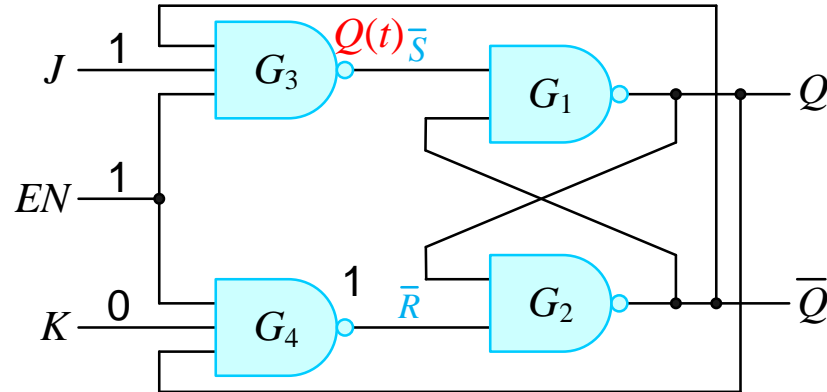 J 1 G₃ Q(t) S̅ G₁ Q
EN 1
K 0 G₄ 1 R̅ G₂ Q̅